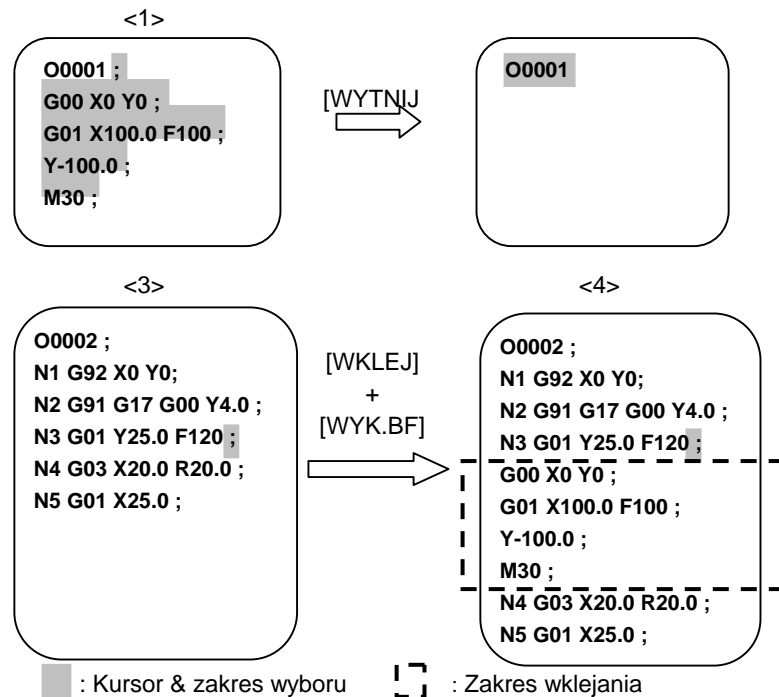 <1>
O0001 ;
G00 X0 Y0 ;
G01 X100.0 F100 ;
Y-100.0 ;
M30 ;
[WYTNIJ
O0001
<3>
O0002 ;
N1 G92 X0 Y0;
N2 G91 G17 G00 Y4.0 ;
N3 G01 Y25.0 F120 ;
N4 G03 X20.0 R20.0 ;
N5 G01 X25.0 ;
[WKLEJ]
+
[WYK.BF]
<4>
O0002 ;
N1 G92 X0 Y0;
N2 G91 G17 G00 Y4.0 ;
N3 G01 Y25.0 F120 ;
G00 X0 Y0 ;
G01 X100.0 F100 ;
Y-100.0 ;
M30 ;
N4 G03 X20.0 R20.0 ;
N5 G01 X25.0 ;
: Kursor & zakres wyboru
: Zakres wklejania